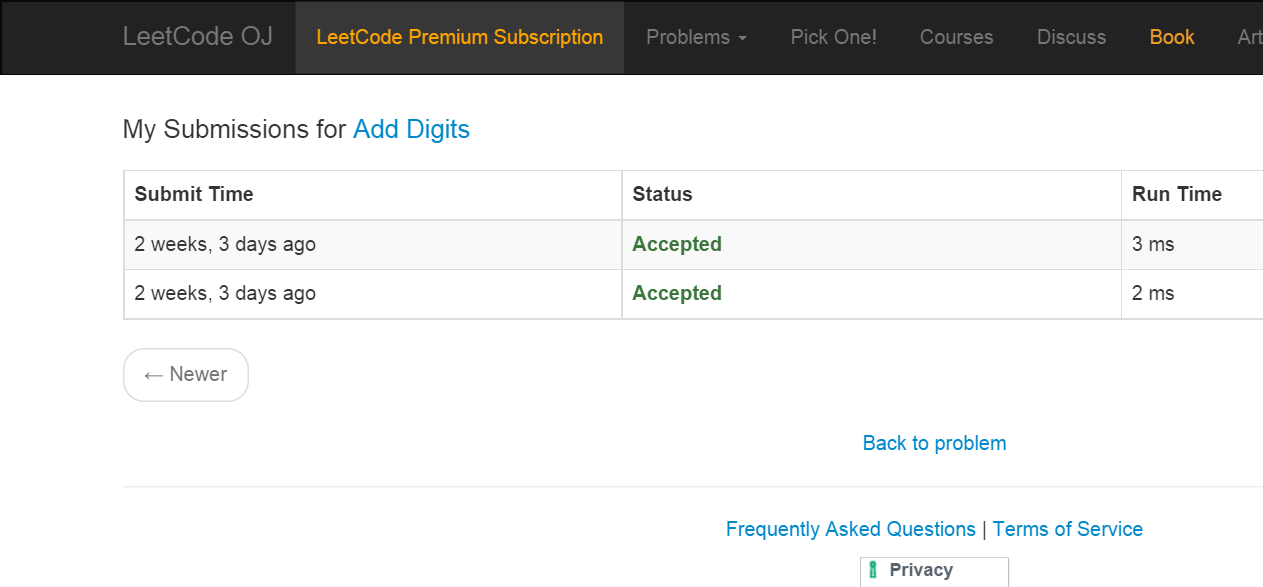 LeetCode OJ LeetCode Premium Subscription Problems Pick One! Courses Discuss Book Art
My Submissions for Add Digits
Submit Time Status Run Time
2 weeks, 3 days ago Accepted 3 ms
2 weeks, 3 days ago Accepted 2 ms
← Newer
Back to problem
Frequently Asked Questions | Terms of Service
Privacy